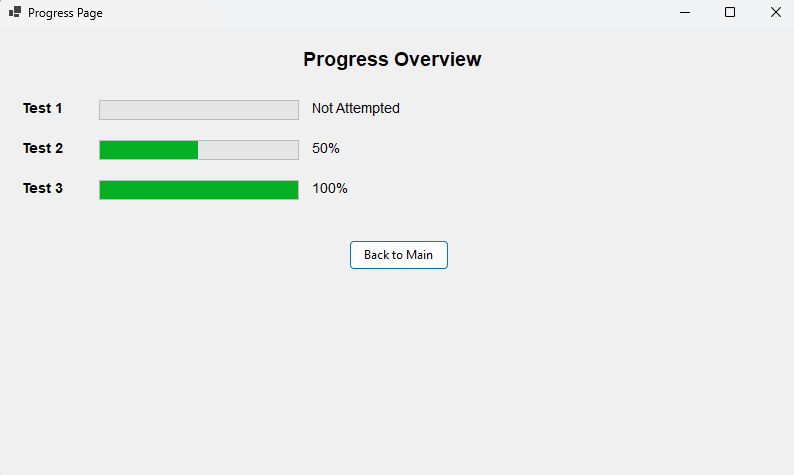 Progress Page
Progress Overview
Test 1 Not Attempted
Test 2 50%
Test 3 100%
Back to Main